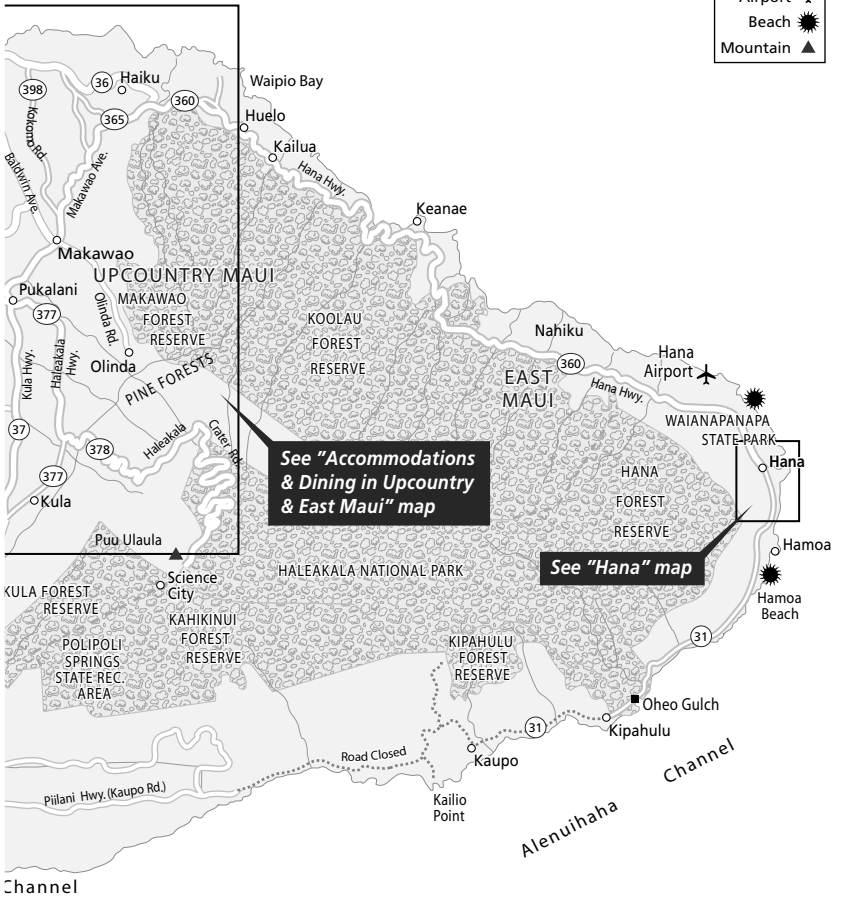 Airport
Beach
Mountain
398
36
Haiku
360
365
Waipio Bay
Huelo
Kailua
Hana Hwy.
Kokomo Rd.
Baldwin Ave.
Makawao Ave.
Keanae
Makawao
UPCOUNTRY MAUI
Pukalani
MAKAWAO
FOREST
RESERVE
377
Olinda Rd.
KOOLAU
FOREST
RESERVE
Nahiku
Hana
Airport
Kula Hwy.
Haleakala
Hwy.
Olinda
PINE FORESTS
360
EAST
MAUI
Hana Hwy.
WAIANAPANAPA
STATE PARK
37
378
Haleakala
Crater Rd.
See "Accommodations
& Dining in Upcountry
& East Maui" map
Hana
377
Kula
HANA
FOREST
RESERVE
Puu Ulaula
See "Hana" map
Hamoa
Science
City
HALEAKALA NATIONAL PARK
Hamoa
Beach
KULA FOREST
RESERVE
KAHIKINUI
FOREST
RESERVE
KIPAHULU
FOREST
RESERVE
31
POLIPOLI
SPRINGS
STATE REC.
AREA
Oheo Gulch
31
Kipahulu
Road Closed
Kaupo
Piilani Hwy. (Kaupo Rd.)
Kailio
Point
Alenuihaha Channel
Channel